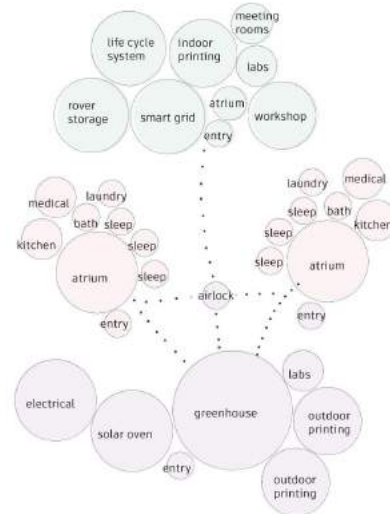 meeting
rooms
life cycle
system
indoor
printing
labs
rover
storage
smart grid
atrium
workshop
entry
medical
laundry
bath
sleep
kitchen
sleep
atrium
sleep
entry
laundry
medical
sleep
bath
sleep
kitchen
sleep
atrium
entry
airlock
labs
electrical
greenhouse
solar oven
outdoor
printing
entry
outdoor
printing